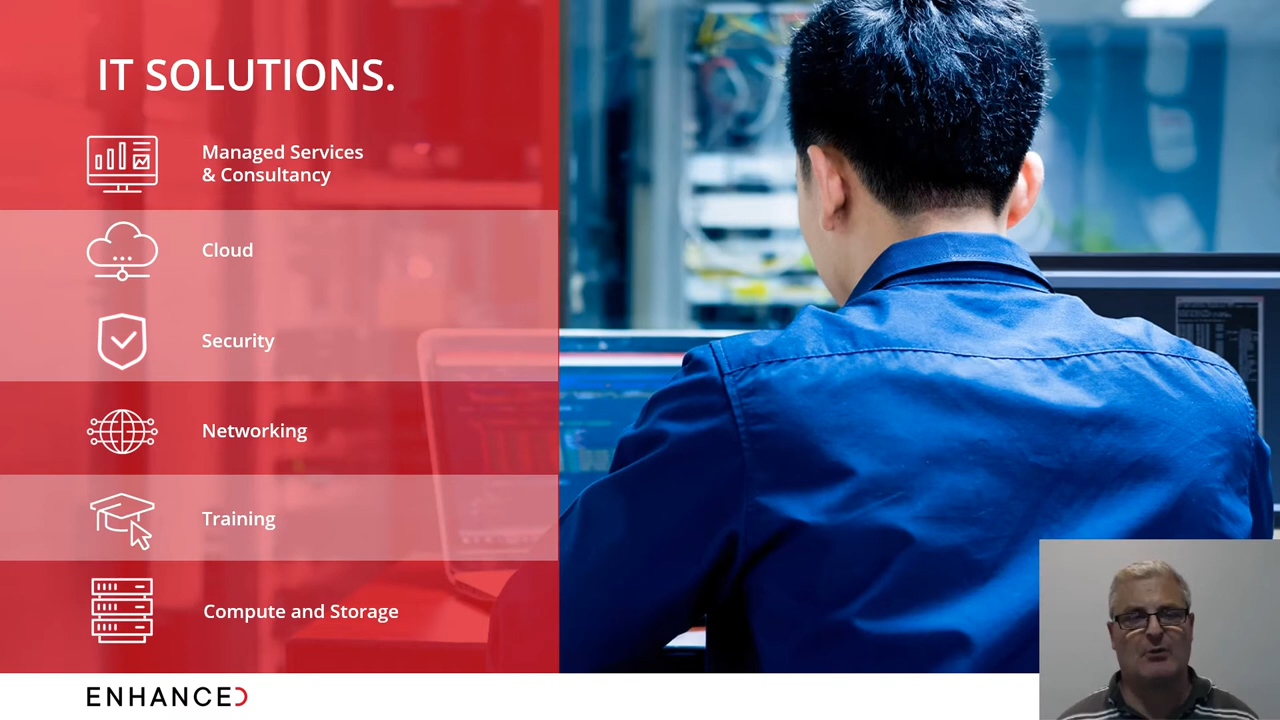 IT SOLUTIONS.
Managed Services
& Consultancy
Cloud
Security
Networking
Training
Compute and Storage
ENHANCED